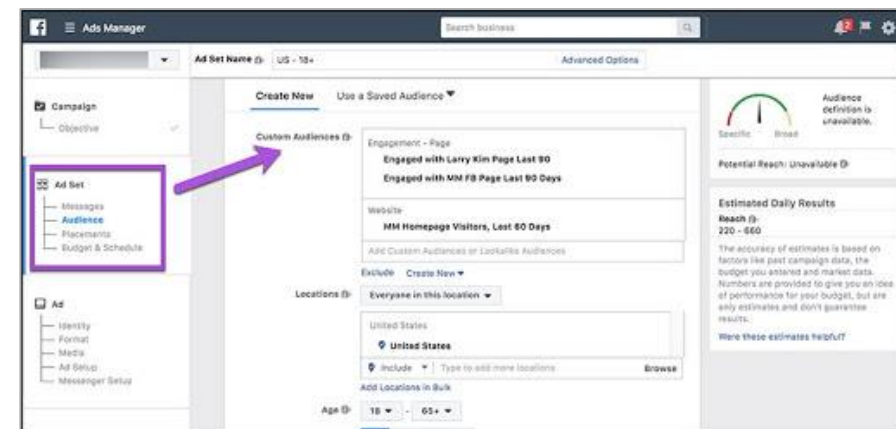 Ads Manager
Search business
2
Ad Set Name
US - 18+
Advanced Options
Campaign
Objective
Ad Set
Messages
Audience
Placements
Budget & Schedule
Ad
Identity
Format
Media
Ad Setup
Messenger Setup
Create New
Use a Saved Audience
Custom Audiences
Engagement - Page
Engaged with Larry Kim Page Last 90
Engaged with MM FB Page Last 90 Days
Website
MM Homepage Visitors, Last 60 Days
Add Custom Audiences or Lookalike Audiences
Exclude
Create New
Locations
Everyone in this location
United States
United States
Include
Type to add more locations
Browse
Add Locations in Bulk
Age
18 - 65+
Specific
Broad
Audience
definition is
unavailable.
Potential Reach: Unavailable
Estimated Daily Results
Reach
220 - 660
The accuracy of estimates is based on
factors like past campaign data, the
budget you entered and market data.
Numbers are provided to give you an idea
of performance for your budget, but are
only estimates and don't guarantee
results.
Were these estimates helpful?